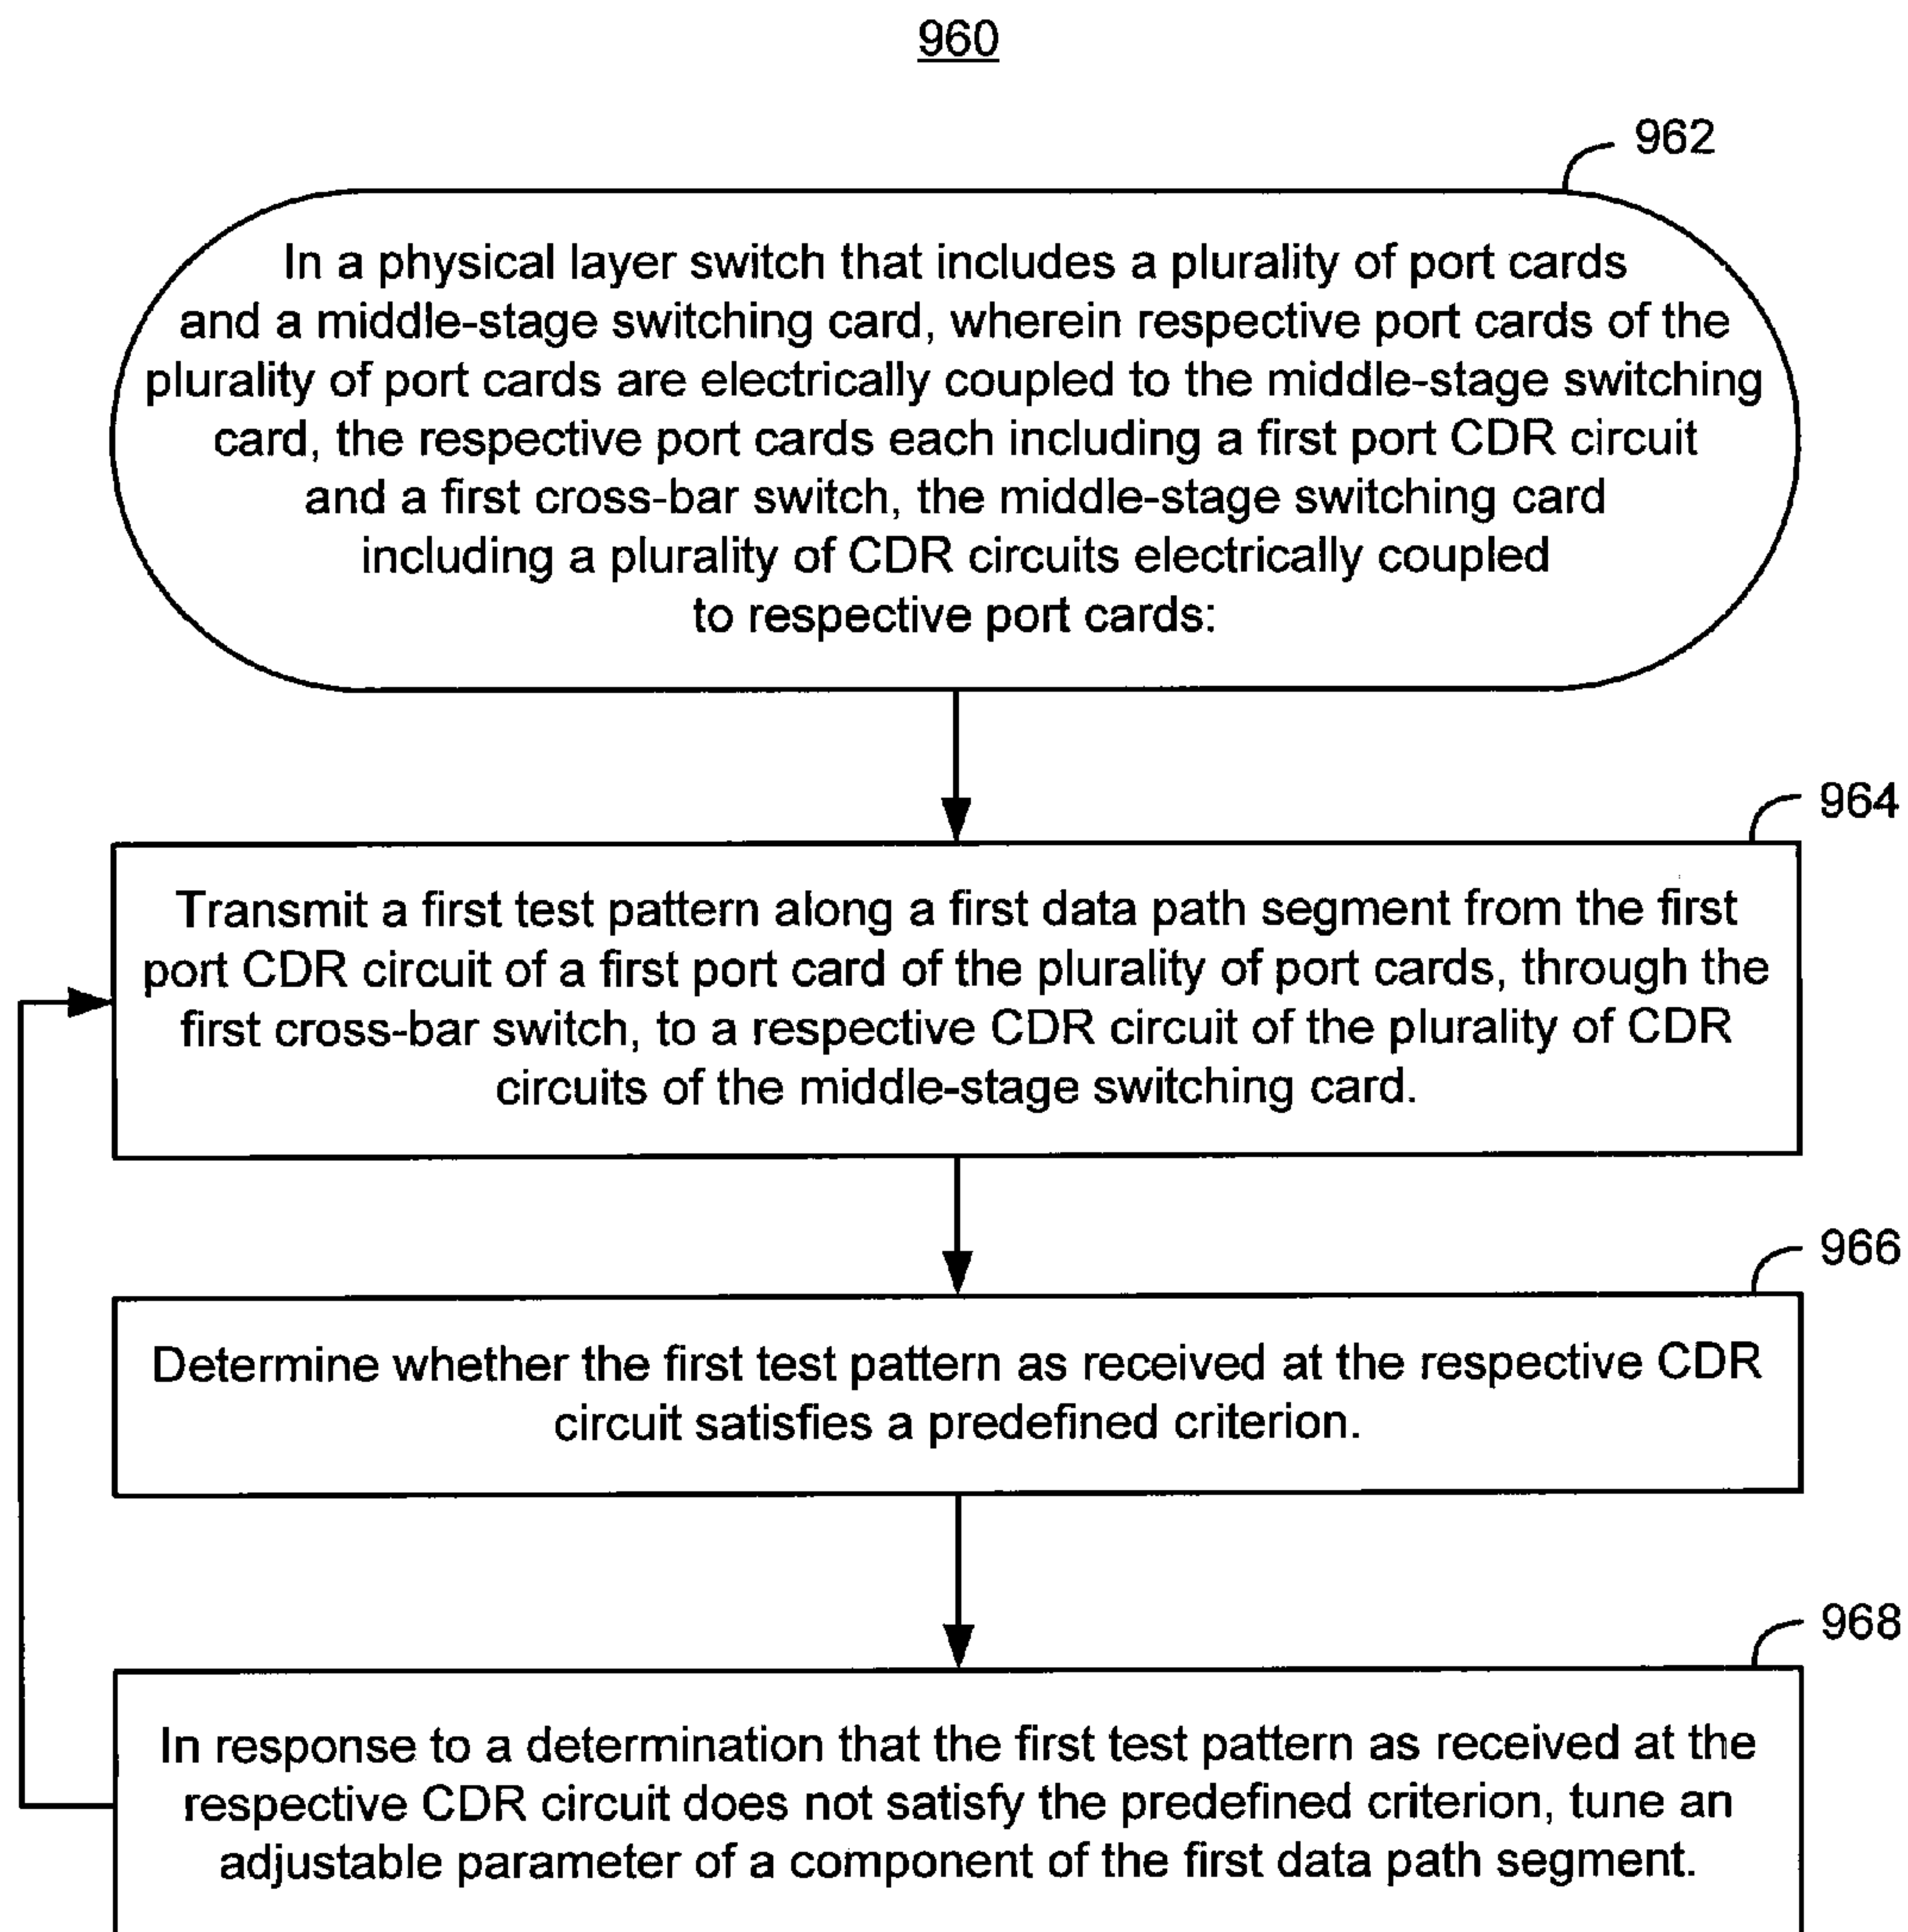 960
962
In a physical layer switch that includes a plurality of port cards
and a middle-stage switching card, wherein respective port cards of the
plurality of port cards are electrically coupled to the middle-stage switching
card, the respective port cards each including a first port CDR circuit
and a first cross-bar switch, the middle-stage switching card
including a plurality of CDR circuits electrically coupled
to respective port cards:
964
Transmit a first test pattern along a first data path segment from the first
port CDR circuit of a first port card of the plurality of port cards, through the
first cross-bar switch, to a respective CDR circuit of the plurality of CDR
circuits of the middle-stage switching card.
966
Determine whether the first test pattern as received at the respective CDR
circuit satisfies a predefined criterion.
968
In response to a determination that the first test pattern as received at the
respective CDR circuit does not satisfy the predefined criterion, tune an
adjustable parameter of a component of the first data path segment.